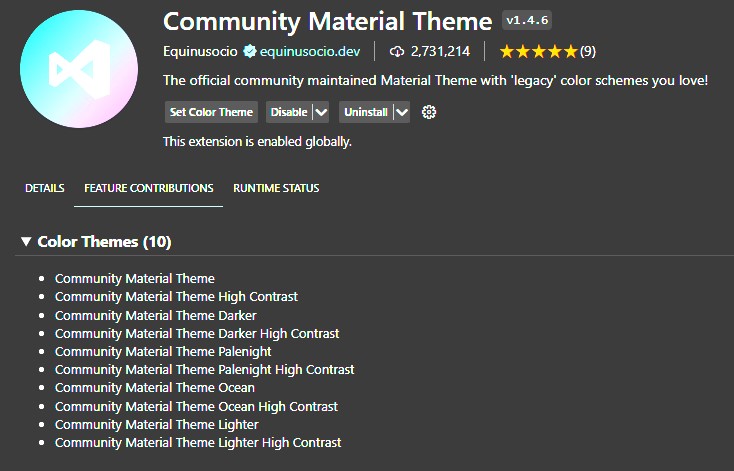 Community Material Theme v1.4.6
Equinusocio equinusocio.dev 2,731,214 (9)
The official community maintained Material Theme with 'legacy' color schemes you love!
Set Color Theme Disable Uninstall
This extension is enabled globally.
DETAILS FEATURE CONTRIBUTIONS RUNTIME STATUS
Color Themes (10)
Community Material Theme
Community Material Theme High Contrast
Community Material Theme Darker
Community Material Theme Darker High Contrast
Community Material Theme Palenight
Community Material Theme Palenight High Contrast
Community Material Theme Ocean
Community Material Theme Ocean High Contrast
Community Material Theme Lighter
Community Material Theme Lighter High Contrast